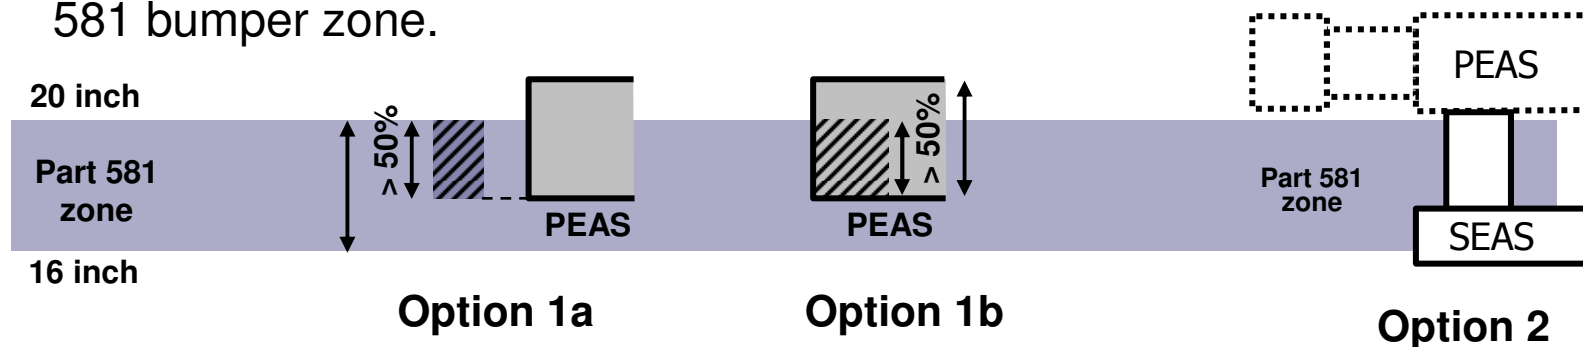 581 bumper zone.
20 inch
Part 581
zone
16 inch
> 50%
PEAS
Option 1a
> 50%
PEAS
Option 1b
PEAS
Part 581
zone
SEAS
Option 2